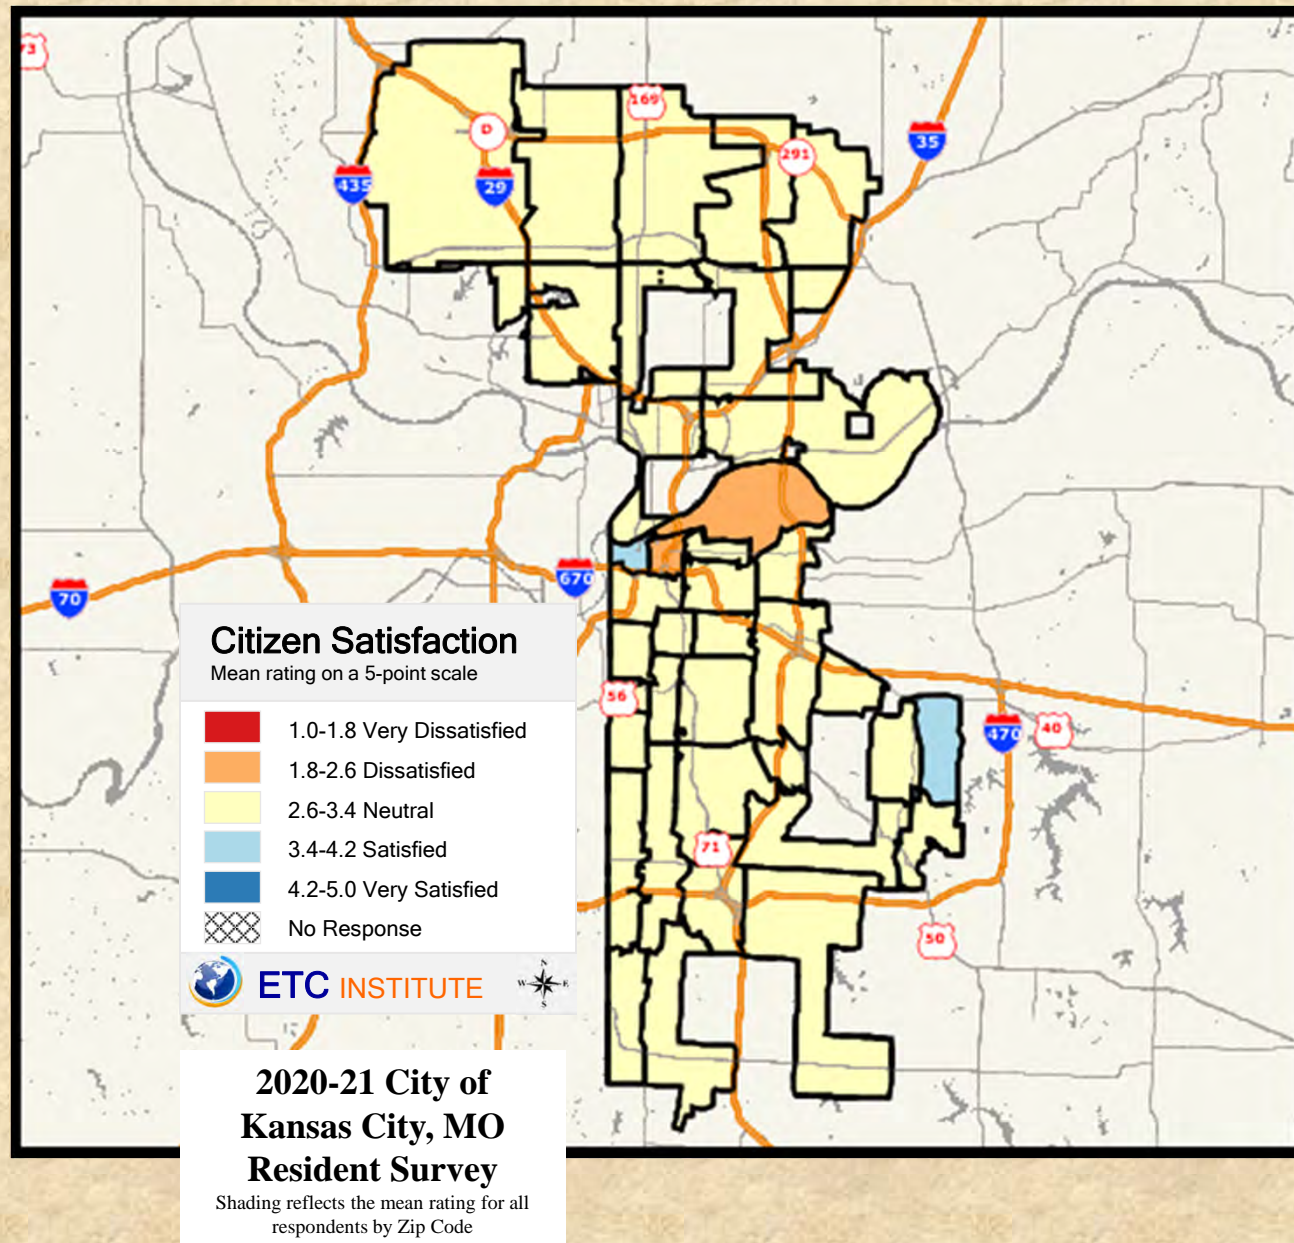 73
169
D
291
35
435
29
670
70
56
40
470
71
50
Citizen Satisfaction
Mean rating on a 5-point scale
1.0-1.8 Very Dissatisfied
1.8-2.6 Dissatisfied
2.6-3.4 Neutral
3.4-4.2 Satisfied
4.2-5.0 Very Satisfied
No Response
ETC INSTITUTE
N
W E
S
2020-21 City of
Kansas City, MO
Resident Survey
Shading reflects the mean rating for all
respondents by Zip Code